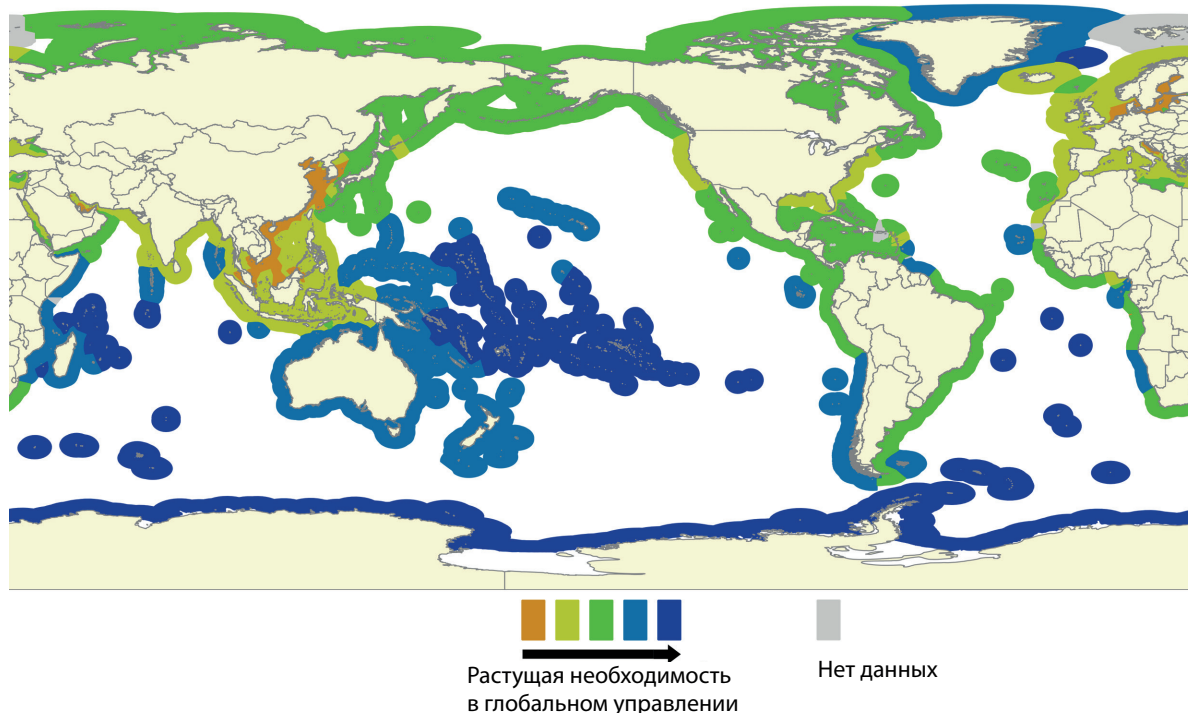 Растущая необходимость
в глобальном управлении
Нет данных